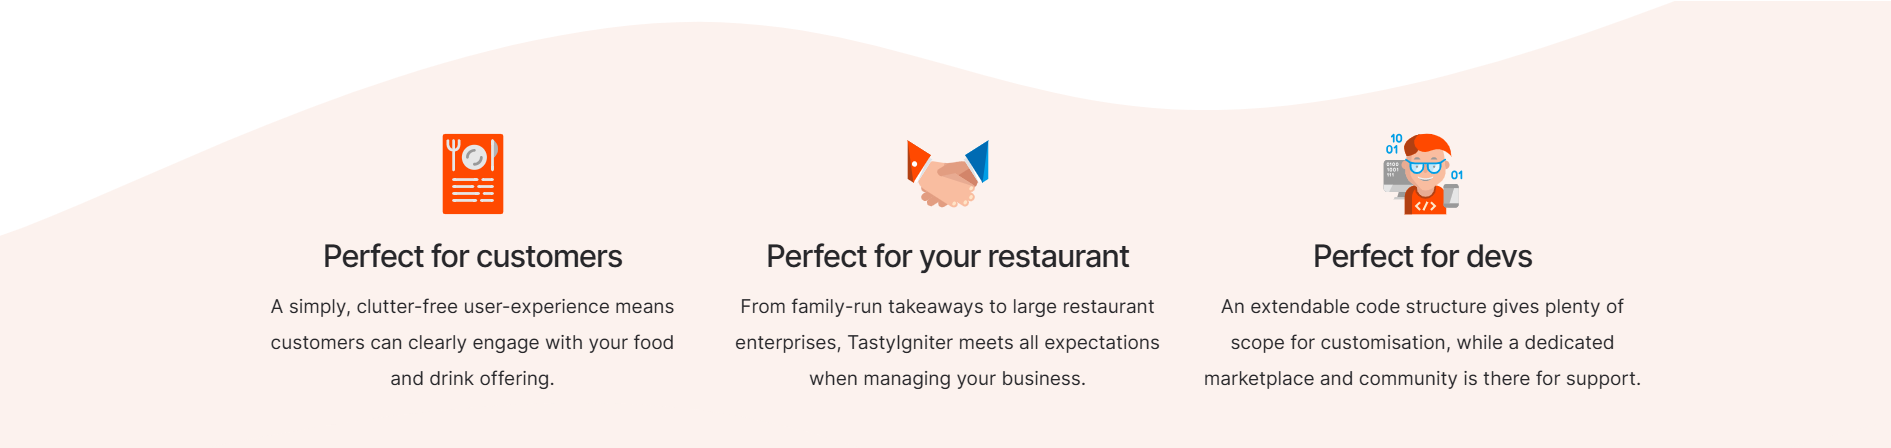 10
01
0100
1001
111
01
</>
Perfect for customers
A simply, clutter-free user-experience means
customers can clearly engage with your food
and drink offering.
Perfect for your restaurant
From family-run takeaways to large restaurant
enterprises, TastyIgniter meets all expectations
when managing your business.
Perfect for devs
An extendable code structure gives plenty of
scope for customisation, while a dedicated
marketplace and community is there for support.